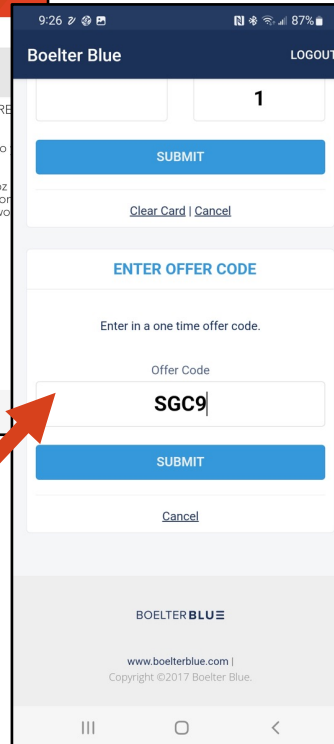 9:26
87%
Boelter Blue
LOGOUT
1
SUBMIT
Clear Card | Cancel
ENTER OFFER CODE
Enter in a one time offer code.
Offer Code
SGC9
SUBMIT
Cancel
BOELTERBLUE
www.boelterblue.com |
Copyright ©2017 Boelter Blue.